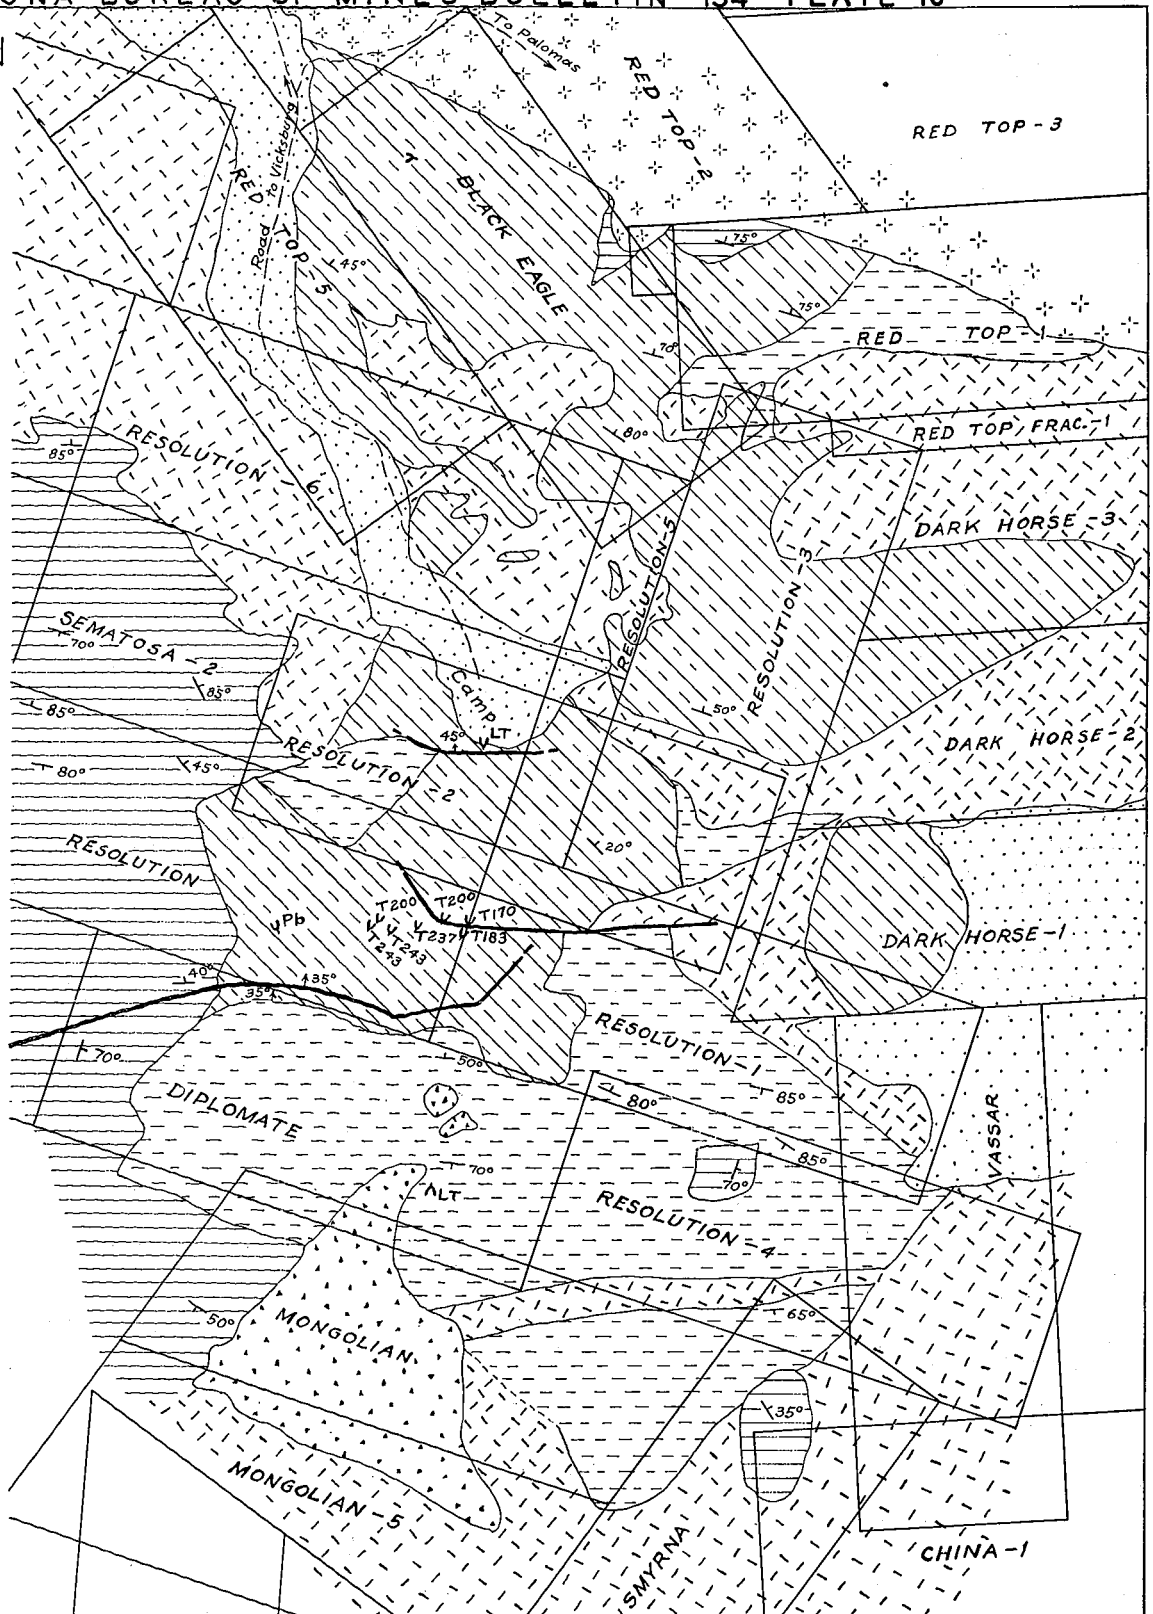 ONA BUREAU OF MINES BULLETIN 134 PLATE 10
To Palomas
RED TOP-2
RED TOP-3
Road to Vicksburg
RED TOP-5
BLACK EAGLE
45°
75°
75°
RED TOP-1
78°
80°
RED TOP FRAC.-1
85°
RESOLUTION - 6
DARK HORSE-3
RESOLUTION-5
RESOLUTION-3
SEMATOSA-2
70°
85°
85°
Camp
50°
45°
LT
DARK HORSE-2
80°
45°
RESOLUTION-2
RESOLUTION
20°
T200
T200
T170
Pb
T237
T183
T243
T243
DARK HORSE-1
40°
35°
35°
70°
50°
RESOLUTION-1
85°
80°
DIPLOMATE
VASSAR
85°
70°
LT
70°
RESOLUTION-4
50°
MONGOLIAN
65°
35°
MONGOLIAN-5
SMYRNA
CHINA-1